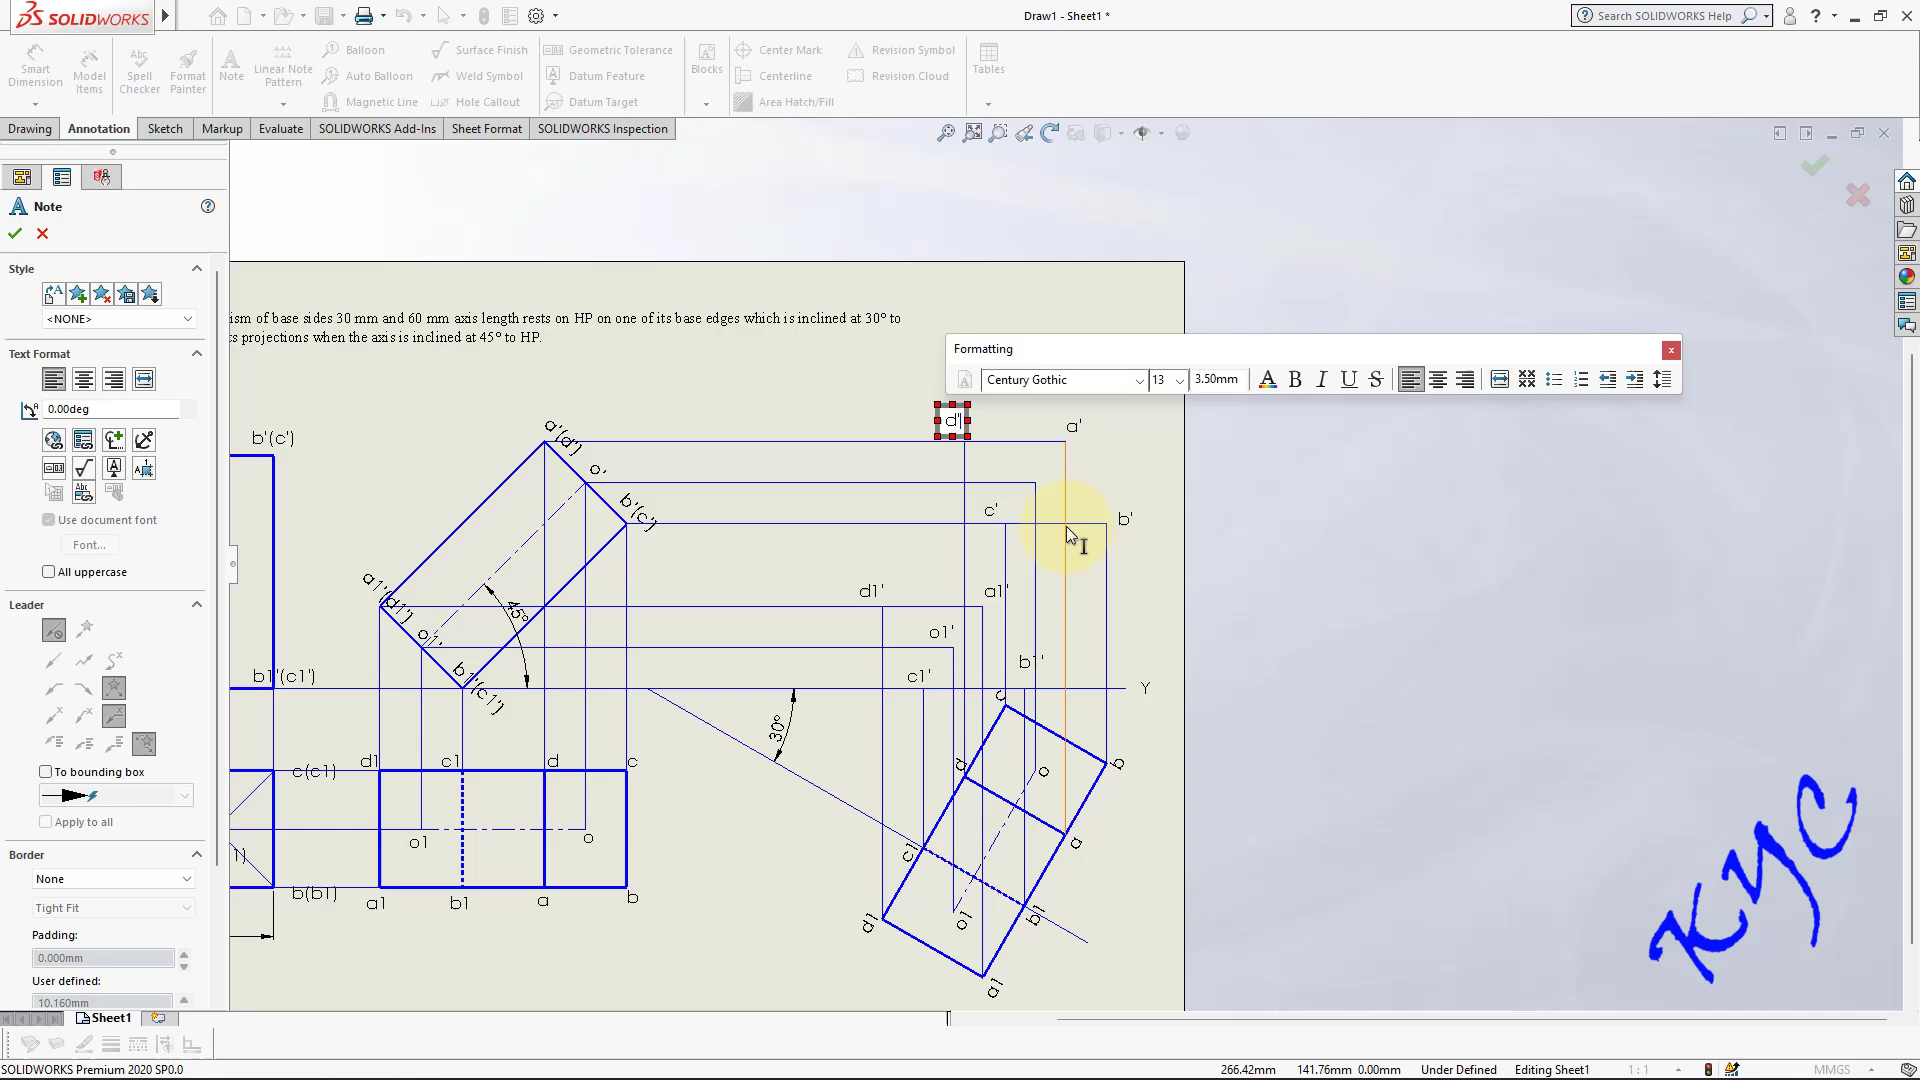 SOLIDWORKS
Draw1 - Sheet1 *
Search SOLIDWORKS Help
Smart Dimension
Model Items
Spell Checker
Format Painter
Note
Linear Note Pattern
Balloon
Auto Balloon
Magnetic Line
Surface Finish
Weld Symbol
Hole Callout
Geometric Tolerance
Datum Feature
Datum Target
Blocks
Center Mark
Centerline
Area Hatch/Fill
Revision Symbol
Revision Cloud
Tables
Drawing
Annotation
Sketch
Markup
Evaluate
SOLIDWORKS Add-Ins
Sheet Format
SOLIDWORKS Inspection
Note
Style
<NONE>
Text Format
0.00deg
Use document font
Font...
All uppercase
Leader
To bounding box
Apply to all
Border
None
Tight Fit
Padding:
0.000mm
User defined:
10.160mm
ism of base sides 30 mm and 60 mm axis length rests on HP on one of its base edges which is inclined at 30° to
ts projections when the axis is inclined at 45° to HP.
Formatting
Century Gothic
13
3.50mm
d'
a'
b'(c')
a'(d')
o'
b'(c')
c'
b'
a1'(d1')
45°
d1'
a1'
o1'
o1'
b1'(c1')
b1'(c1')
c1'
b1'
Y
c
30°
d1
c1
d
c
c(c1)
d
o
b
o1
o
1)
c1
a
b(b1)
a1
b1
a
b
d1
o1
b1
a1
KYC
Sheet1
SOLIDWORKS Premium 2020 SP0.0
266.42mm
141.76mm
0.00mm
Under Defined
Editing Sheet1
1 : 1
MMGS